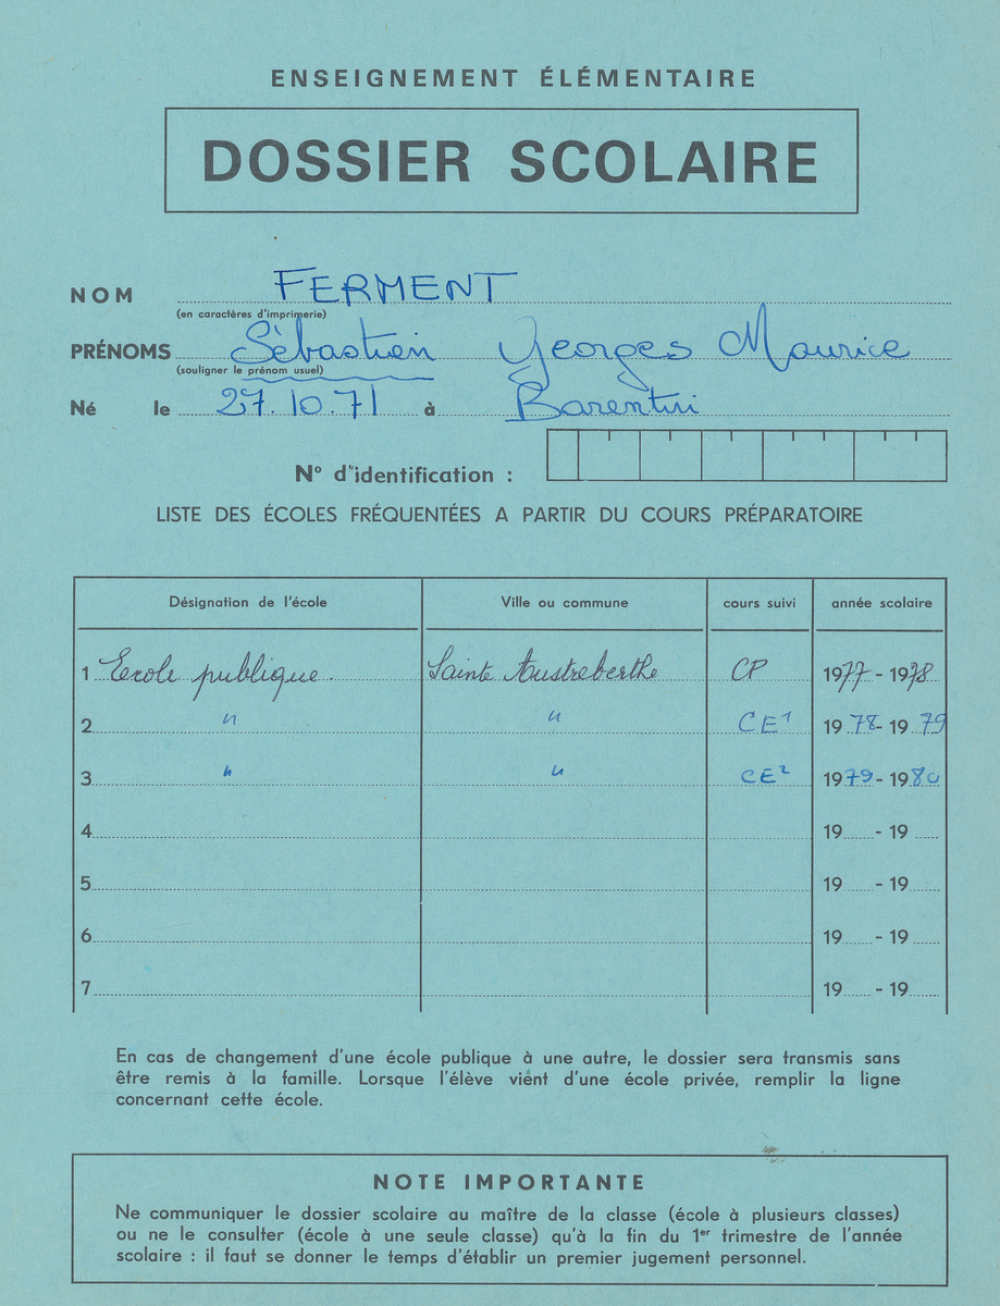 ENSEIGNEMENT ÉLÉMENTAIRE
DOSSIER SCOLAIRE
NOM FERMENT
(en caractères d'imprimerie)
PRÉNOMS Sébastien Georges Maurice
(souligner le prénom usuel)
Né le 27.10.71 à Barentin
N° d'identification :
LISTE DES ÉCOLES FRÉQUENTÉES A PARTIR DU COURS PRÉPARATOIRE
Désignation de l'école Ville ou commune cours suivi année scolaire
1 Ecole publique. Sainte Austreberthe CP 1977 - 1978
2 " " CE1 19 78 - 19 79
3 " " CE2 1979 - 19 80
4 19 - 19
5 19 - 19
6 19 - 19
7 19 - 19
En cas de changement d'une école publique à une autre, le dossier sera transmis sans
être remis à la famille. Lorsque l'élève vient d'une école privée, remplir la ligne
concernant cette école.
NOTE IMPORTANTE
Ne communiquer le dossier scolaire au maître de la classe (école à plusieurs classes)
ou ne le consulter (école à une seule classe) qu'à la fin du 1er trimestre de l'année
scolaire : il faut se donner le temps d'établir un premier jugement personnel.